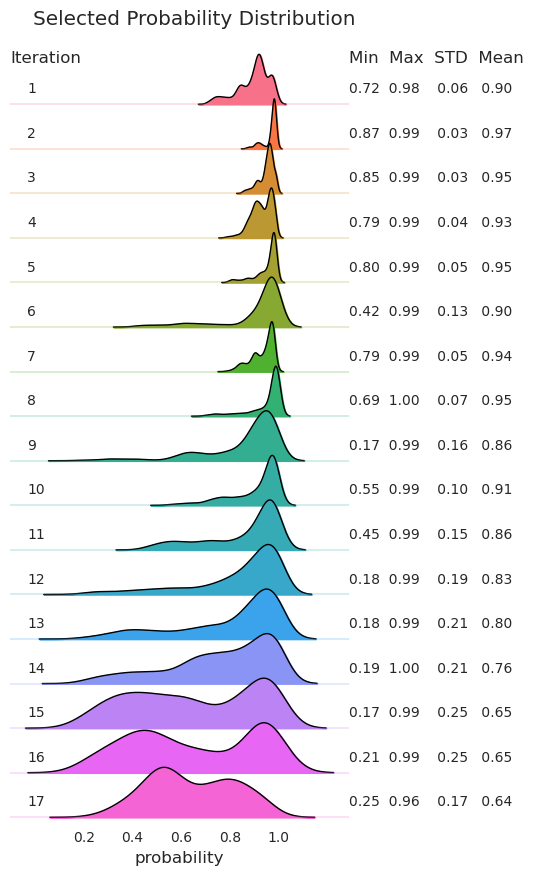 Selected Probability Distribution
Iteration Min Max STD Mean
1 0.72 0.98 0.06 0.90
2 0.87 0.99 0.03 0.97
3 0.85 0.99 0.03 0.95
4 0.79 0.99 0.04 0.93
5 0.80 0.99 0.05 0.95
6 0.42 0.99 0.13 0.90
7 0.79 0.99 0.05 0.94
8 0.69 1.00 0.07 0.95
9 0.17 0.99 0.16 0.86
10 0.55 0.99 0.10 0.91
11 0.45 0.99 0.15 0.86
12 0.18 0.99 0.19 0.83
13 0.18 0.99 0.21 0.80
14 0.19 1.00 0.21 0.76
15 0.17 0.99 0.25 0.65
16 0.21 0.99 0.25 0.65
17 0.25 0.96 0.17 0.64
0.2 0.4 0.6 0.8 1.0
probability